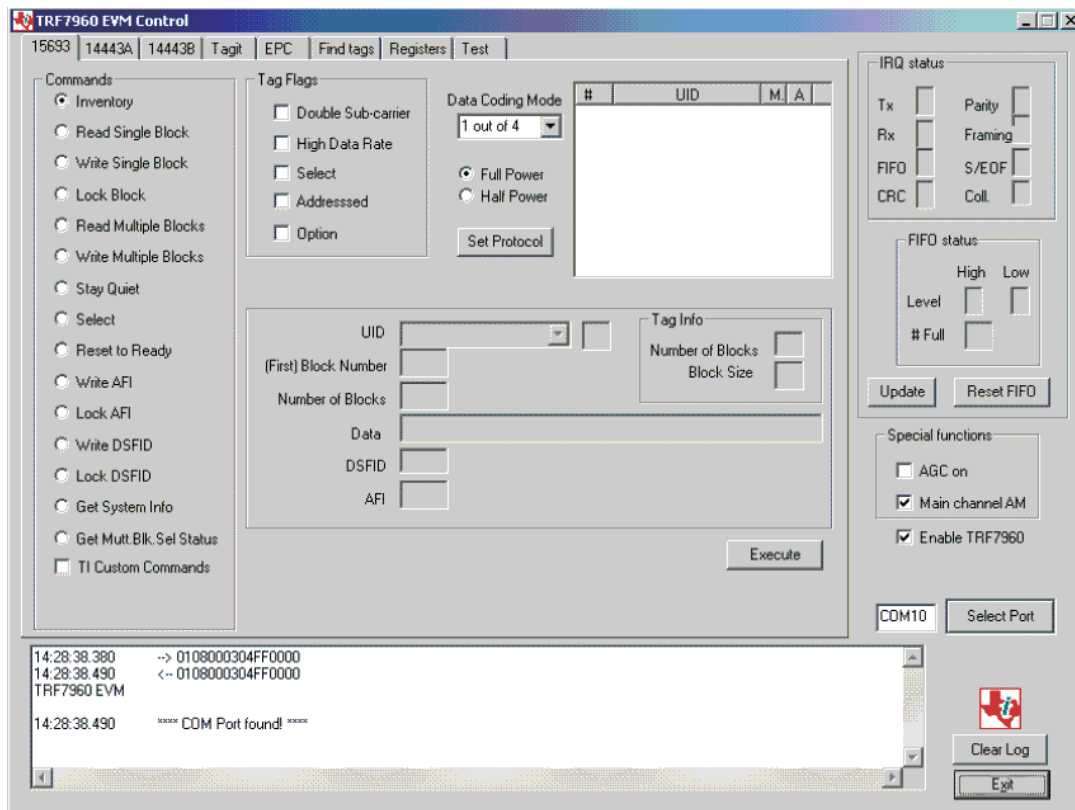 TRF7960 EVM Control
15693
14443A
14443B
Tagit
EPC
Find tags
Registers
Test
Commands
Inventory
Read Single Block
Write Single Block
Lock Block
Read Multiple Blocks
Write Multiple Blocks
Stay Quiet
Select
Reset to Ready
Write AFI
Lock AFI
Write DSFID
Lock DSFID
Get System Info
Get Mutt.Blk.Sel Status
TI Custom Commands
Tag Flags
Double Sub-carrier
High Data Rate
Select
Addresssed
Option
Data Coding Mode
1 out of 4
Full Power
Half Power
Set Protocol
# UID M. A
UID
(First) Block Number
Number of Blocks
Data
DSFID
AFI
Tag Info
Number of Blocks
Block Size
Execute
IRQ status
Tx Parity
Rx Framing
FIFO S/EOF
CRC Coll.
FIFO status
High Low
Level
# Full
Update
Reset FIFO
Special functions
AGC on
Main channel AM
Enable TRF7960
COM10
Select Port
14:28:38.380 --> 0108000304FF0000
14:28:38.490 <-- 0108000304FF0000
TRF7960 EVM
14:28:38.490 **** COM Port found! ****
Clear Log
Exit